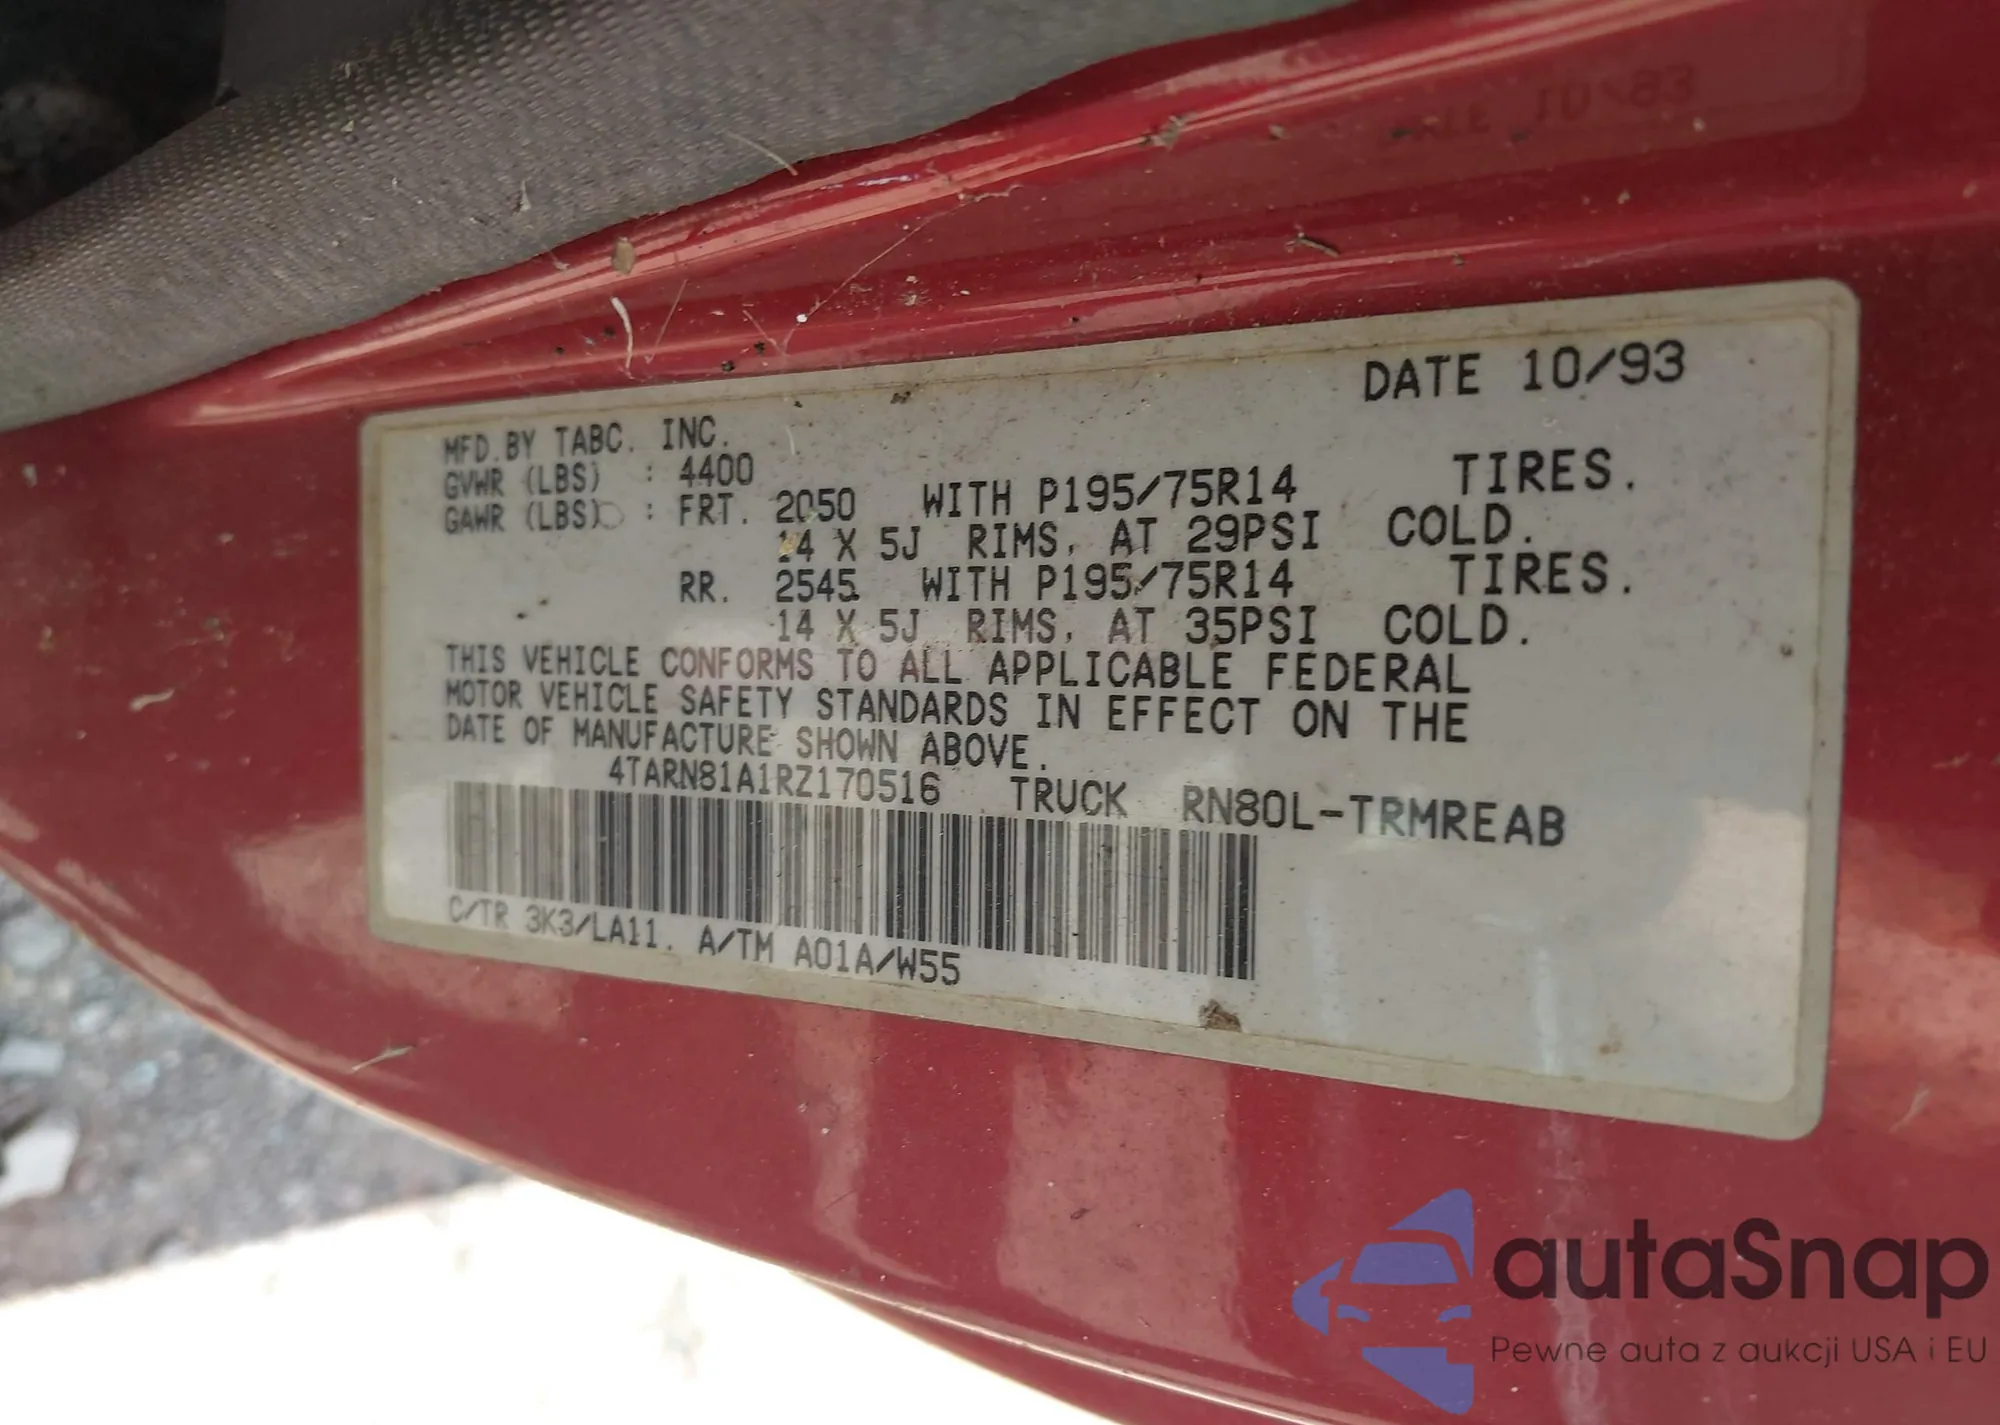 DATE 10/93
MFD.BY TABC. INC.
GVWR (LBS) : 4400
GAWR (LBS) : FRT. 2050 WITH P195/75R14 TIRES.
14 X 5J RIMS, AT 29PSI COLD.
RR. 2545 WITH P195/75R14 TIRES.
14 X 5J RIMS, AT 35PSI COLD.
THIS VEHICLE CONFORMS TO ALL APPLICABLE FEDERAL
MOTOR VEHICLE SAFETY STANDARDS IN EFFECT ON THE
DATE OF MANUFACTURE SHOWN ABOVE.
4TARN81A1RZ170516 TRUCK RN80L-TRMREAB
C/TR 3K3/LA11. A/TM A01A/W55
autaSnap
Pewne auta z aukcji USA i EU